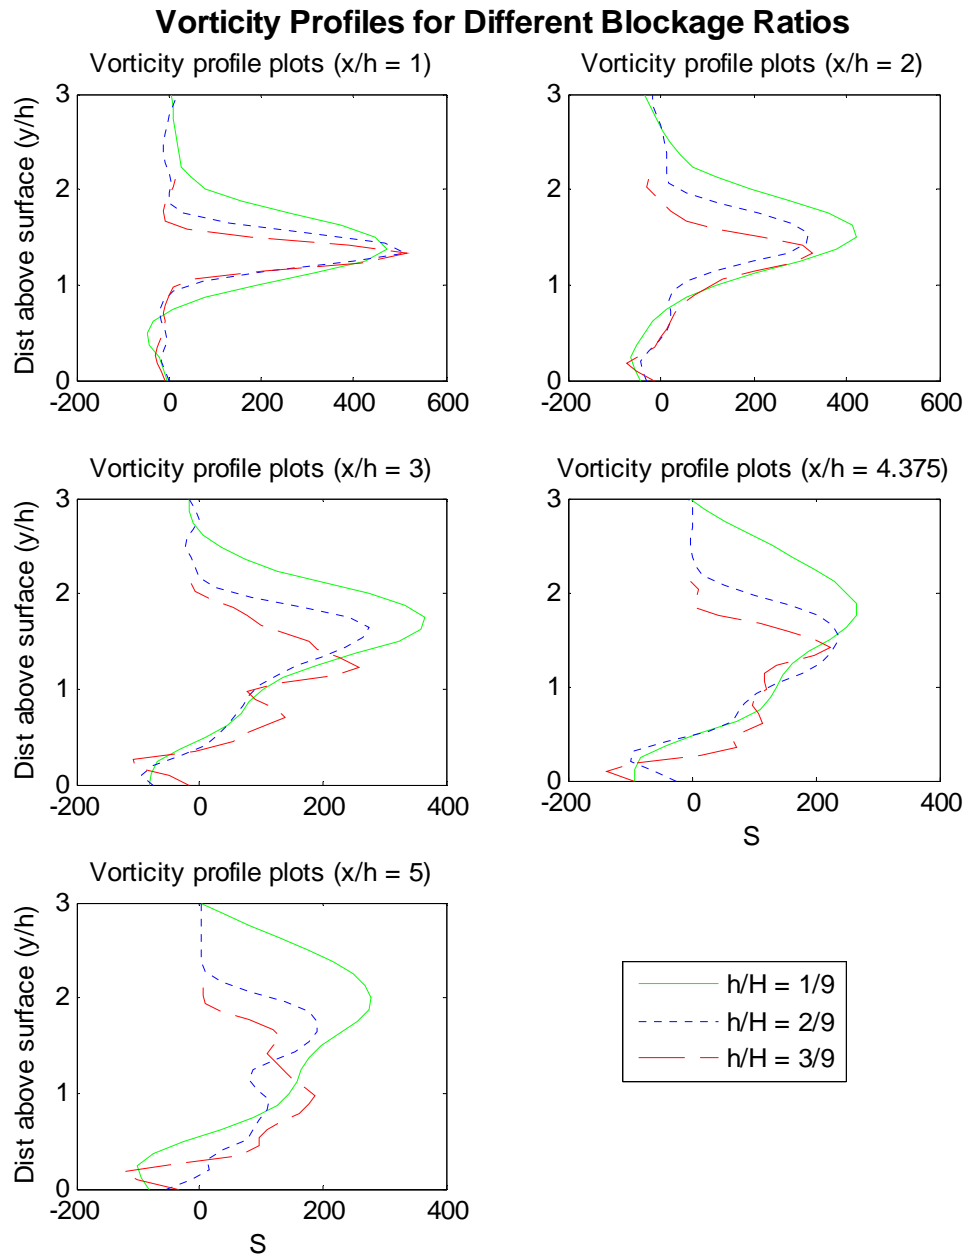 Vorticity Profiles for Different Blockage Ratios
Vorticity profile plots (x/h = 1)
Dist above surface (y/h)
3
2
1
0
-200 0 200 400 600
Vorticity profile plots (x/h = 2)
3
2
1
0
-200 0 200 400 600
Vorticity profile plots (x/h = 3)
Dist above surface (y/h)
3
2
1
0
-200 0 200 400
Vorticity profile plots (x/h = 4.375)
3
2
1
0
-200 0 200 400
S
Vorticity profile plots (x/h = 5)
Dist above surface (y/h)
3
2
1
0
-200 0 200 400
S
h/H = 1/9
h/H = 2/9
h/H = 3/9